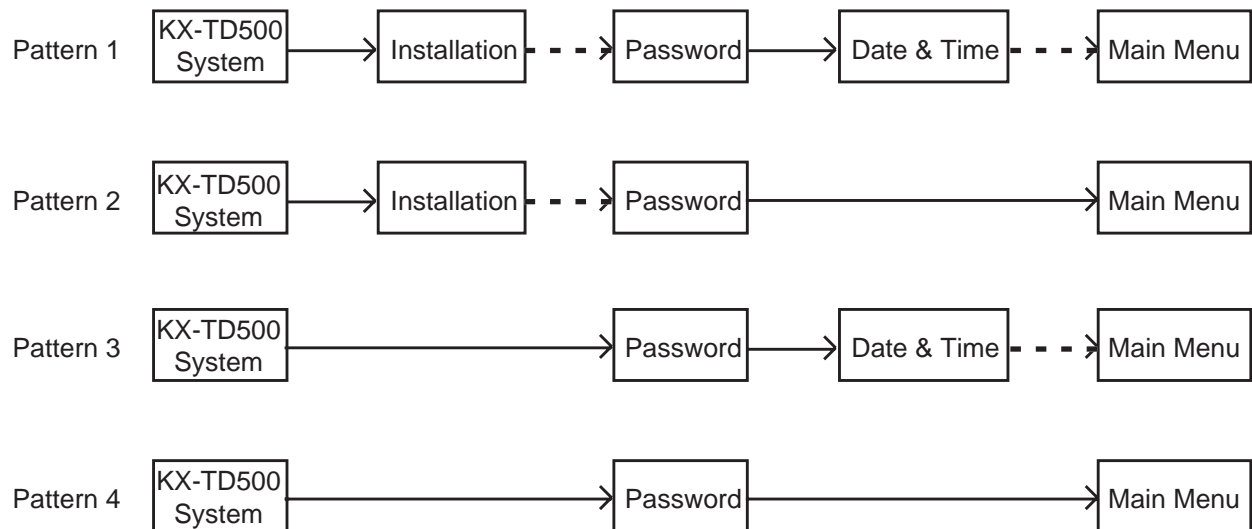 Pattern 1
KX-TD500
System
Installation
Password
Date & Time
Main Menu
Pattern 2
KX-TD500
System
Installation
Password
Main Menu
Pattern 3
KX-TD500
System
Password
Date & Time
Main Menu
Pattern 4
KX-TD500
System
Password
Main Menu